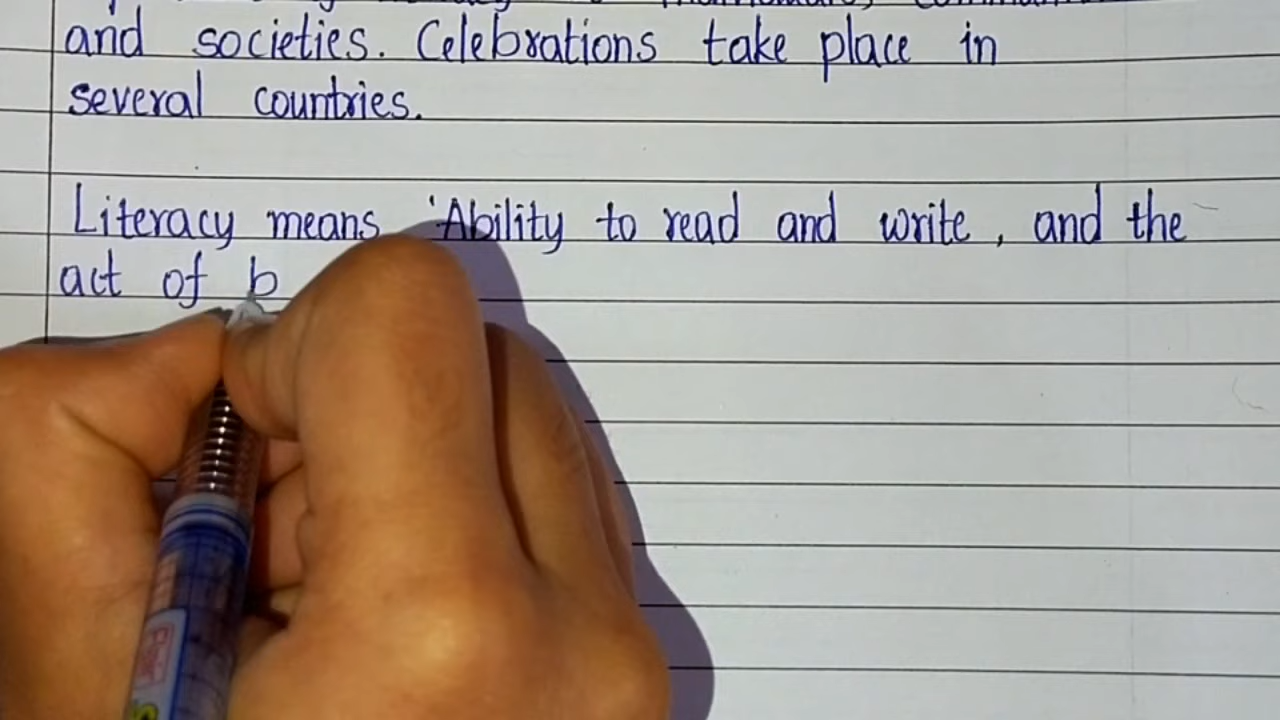 and societies. Celebrations take place in
several countries.
Literacy means 'Ability to read and write, and the
act of b